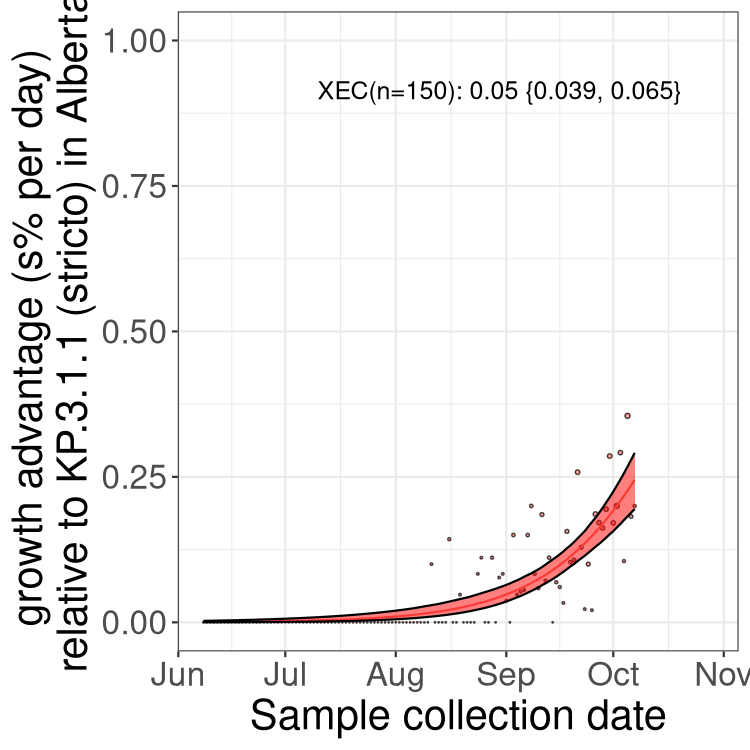 growth advantage (s% per day)
relative to KP.3.1.1 (stricto) in Alberta
1.00
0.75
0.50
0.25
0.00
XEC(n=150): 0.05 {0.039, 0.065}
Jun Jul Aug Sep Oct Nov
Sample collection date